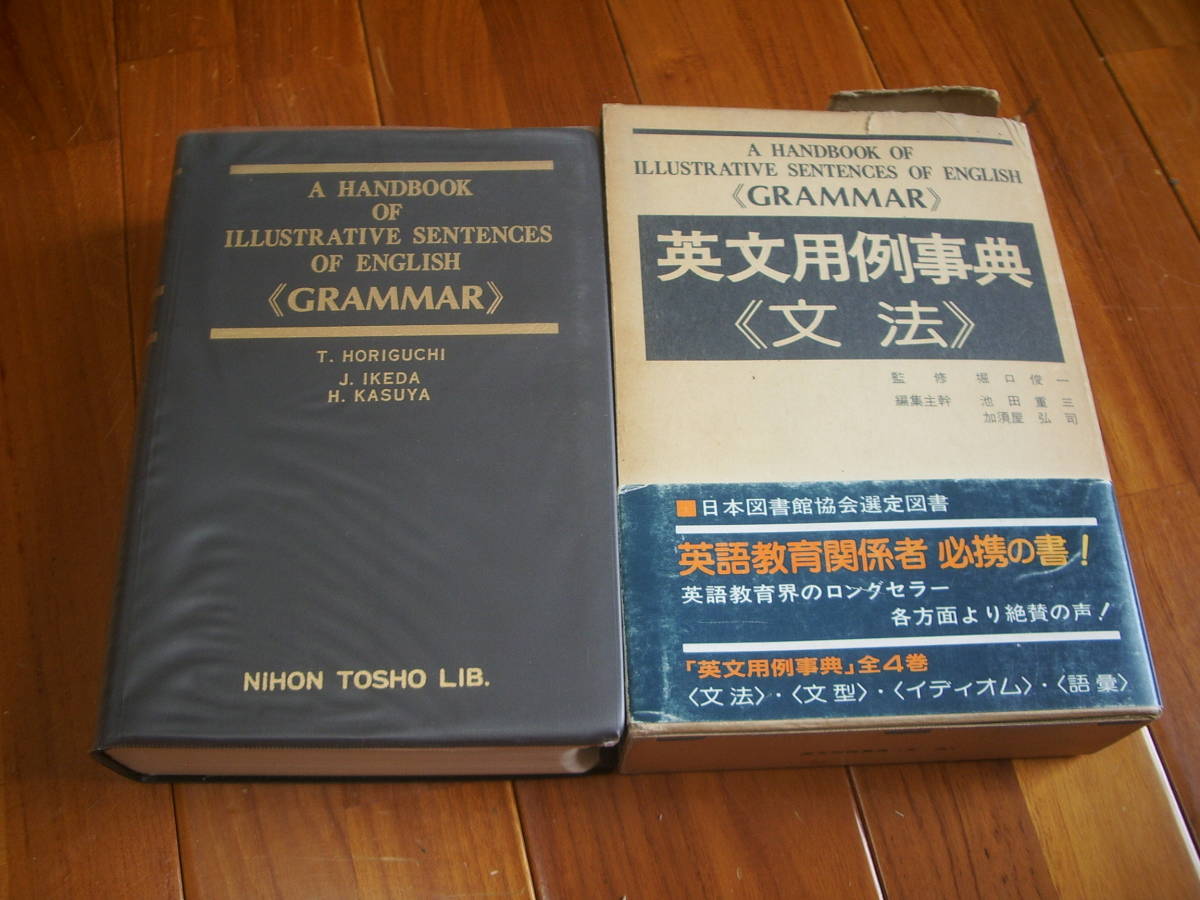 A HANDBOOK
OF
ILLUSTRATIVE SENTENCES
OF ENGLISH
《GRAMMAR》
T. HORIGUCHI
J. IKEDA
H. KASUYA
NIHON TOSHO LIB.
A HANDBOOK OF
ILLUSTRATIVE SENTENCES OF ENGLISH
《GRAMMAR》
英文用例事典
《文法》
監修 堀口俊一
編集主幹 池田重三
加須屋弘司
日本図書館協会選定図書
英語教育関係者 必携の書!
英語教育界のロングセラー
各方面より絶賛の声!
「英文用例事典」全4巻
〈文法〉・〈文型〉・〈イディオム〉・〈語彙〉